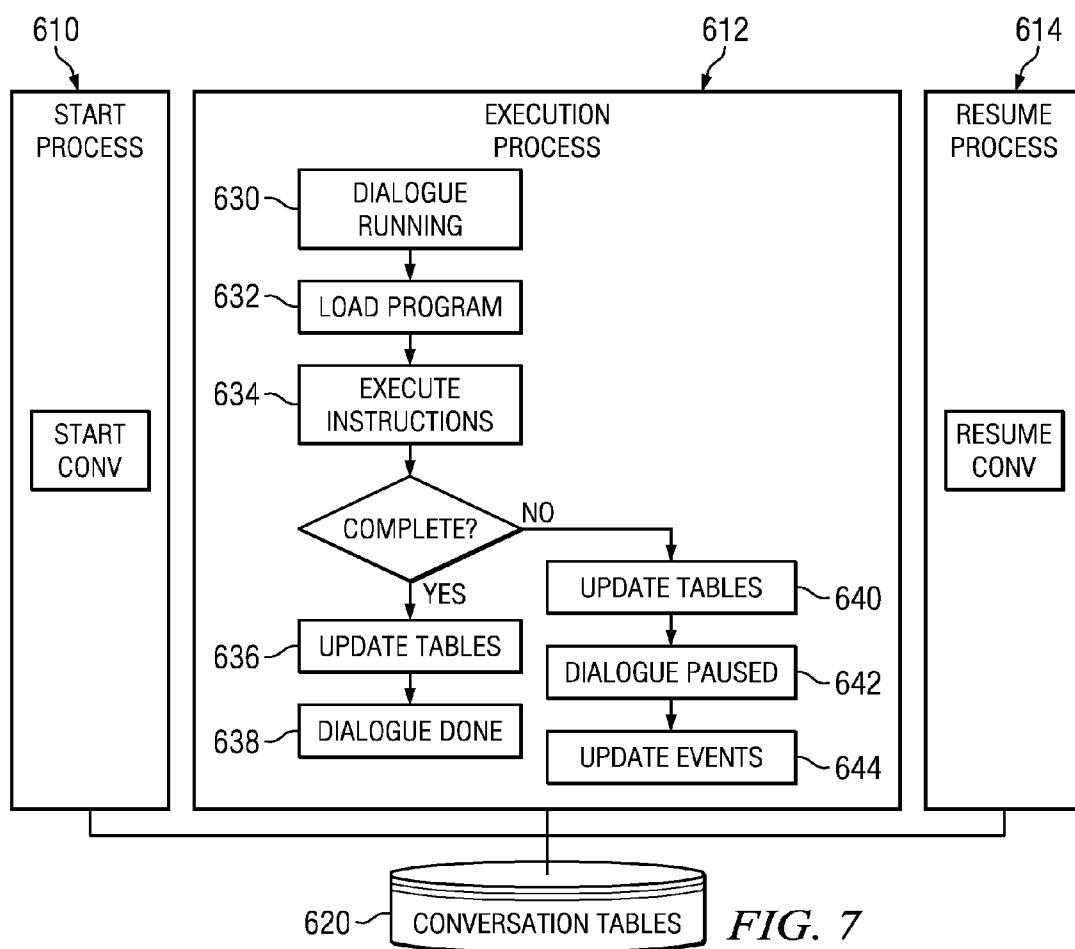 610
612
614
START
PROCESS
EXECUTION
PROCESS
RESUME
PROCESS
630
DIALOGUE
RUNNING
632
LOAD PROGRAM
634
EXECUTE
INSTRUCTIONS
START
CONV
RESUME
CONV
COMPLETE?
NO
YES
UPDATE TABLES
640
636
UPDATE TABLES
DIALOGUE PAUSED
642
638
DIALOGUE DONE
UPDATE EVENTS
644
620
CONVERSATION TABLES
FIG. 7